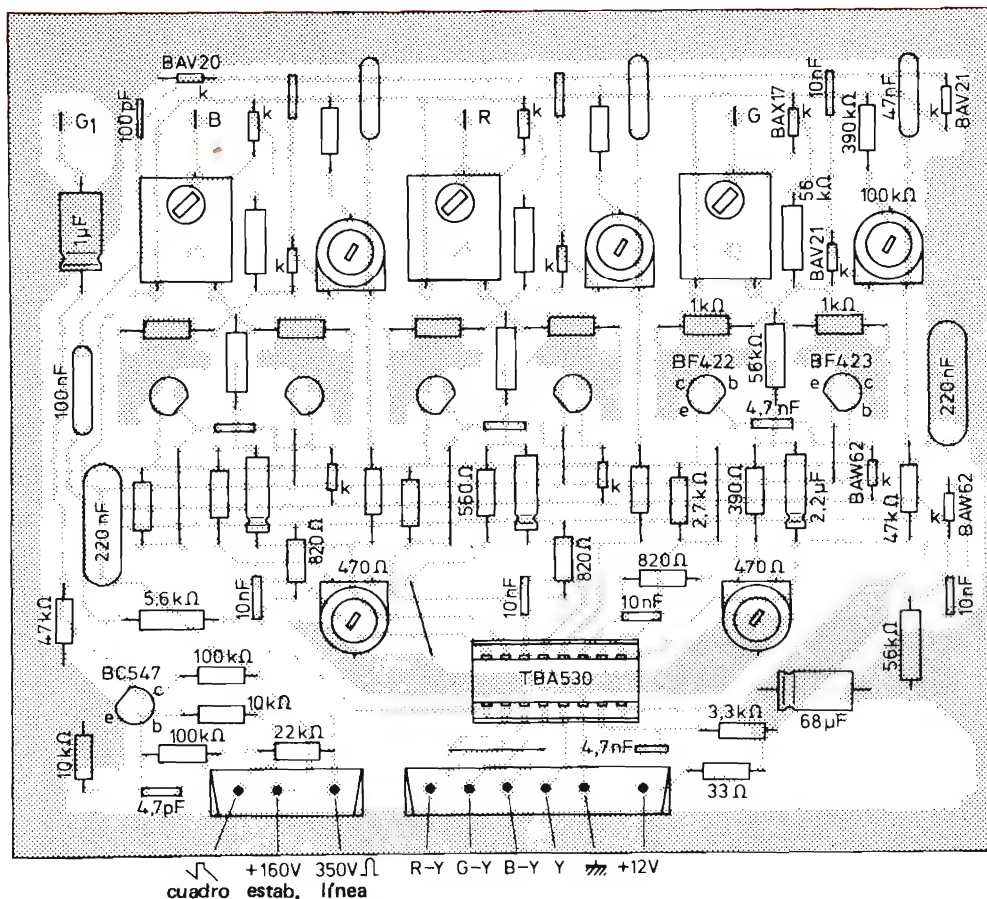 BAV20
k
G1
100pF
B
k
R
k
G
BAX17
k
10nF
390kΩ
47nF
k
BAV21
1µF
56 kΩ
100kΩ
k
k
BAV21
k
1kΩ
1kΩ
BF422
c b
e
56kΩ
BF423
e c
b
100nF
4,7nF
220nF
220nF
k
560Ω
k
2,7kΩ
390Ω
2,2µF
BAW62
k
47kΩ
k
BAW62
820Ω
820Ω
820Ω
10nF
470Ω
10nF
10nF
470Ω
10nF
47kΩ
5,6kΩ
56kΩ
BC547
c
e
b
100kΩ
TBA530
10kΩ
3,3kΩ
68µF
10kΩ
100kΩ
22kΩ
4,7nF
33Ω
4,7pF
+160V 350V R-Y G-Y B-Y Y +12V
cuadro estab. línea